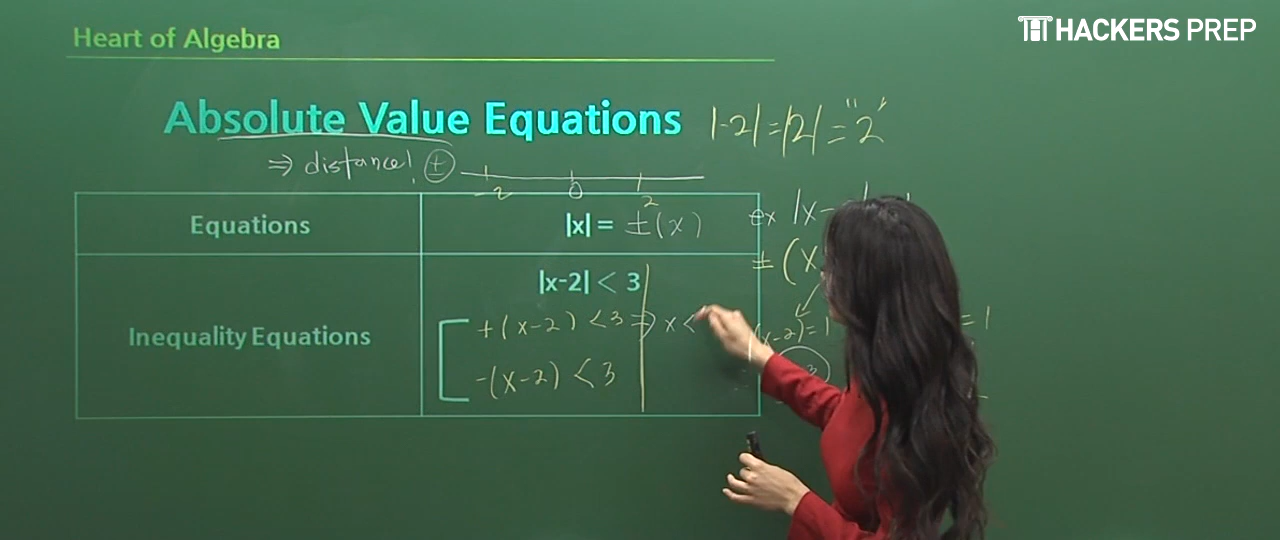 HACKERS PREP
Heart of Algebra
Absolute Value Equations |-2| = |2| = "2"
⇒ distance! ±
-2 0 2
Equations |x| = ±(x)
ex |x-
± (x
Inequality Equations
|x-2| < 3
+(x-2) <3 ⇒ x <
-(x-2) <3
(x-2)=1
= 1